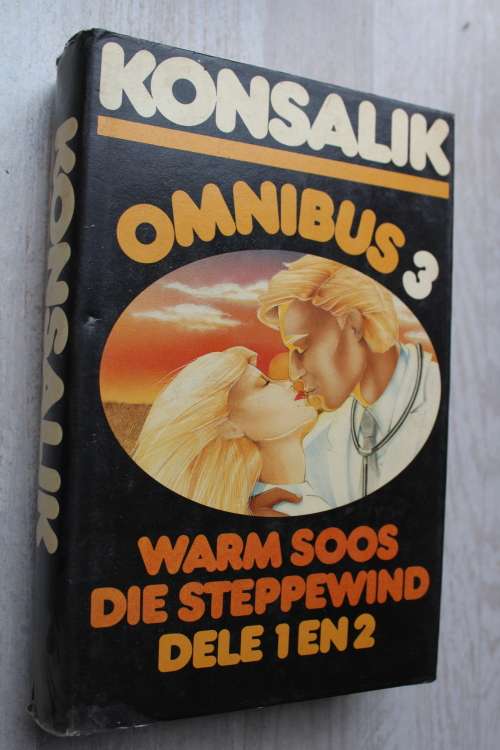 KONSALIK
OMNIBUS 3
WARM SOOS
DIE STEPPEWIND
DELE 1 EN 2
KONSALIK